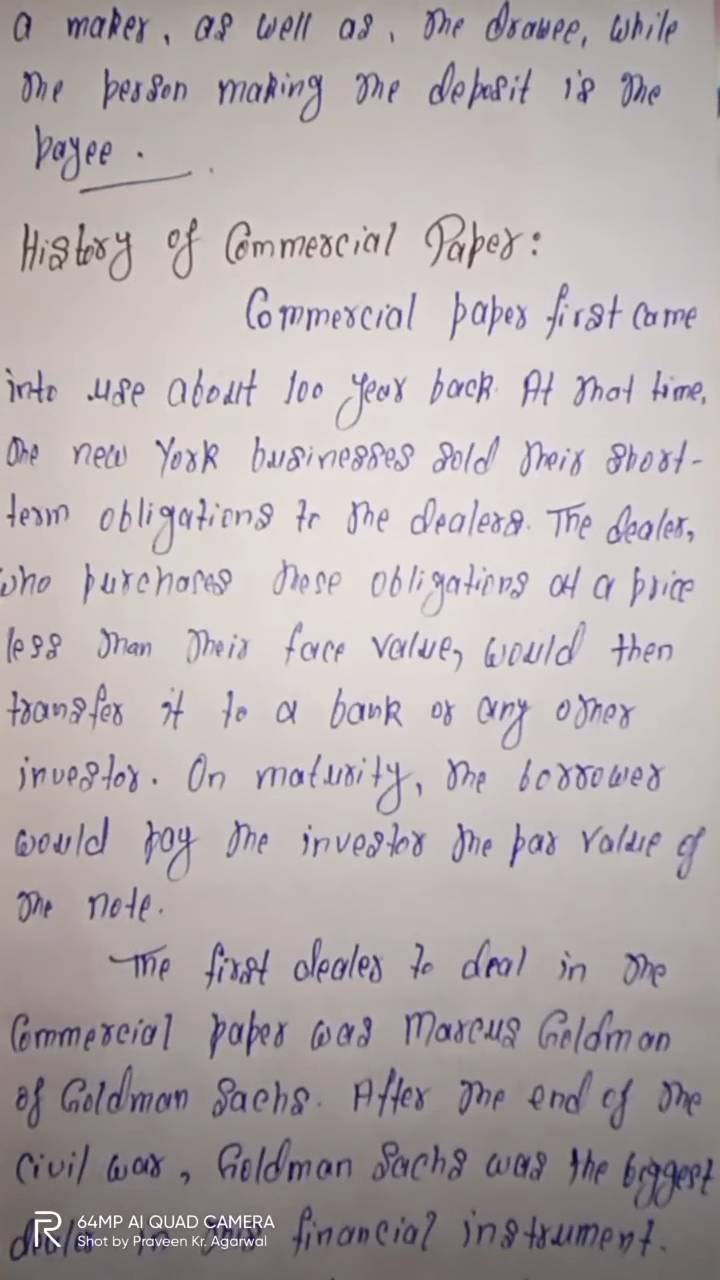 a maker, as well as, the drawee, while
the person making the deposit is the
payee.
History of Commercial Paper:
Commercial paper first came
into use about 100 year back. At that time,
the new York businesses sold their short-
term obligations to the dealers. The dealer,
who purchases these obligations at a price
less than their face value, would then
transfer it to a bank or any other
investor. On maturity, the borrower
would pay the investor the par value of
the note.
The first dealer to deal in the
Commercial paper was Marcus Goldman
of Goldman Sachs. After the end of the
Civil war, Goldman Sachs was the biggest
financial instrument.
64MP AI QUAD CAMERA
Shot by Praveen Kr. Agarwal